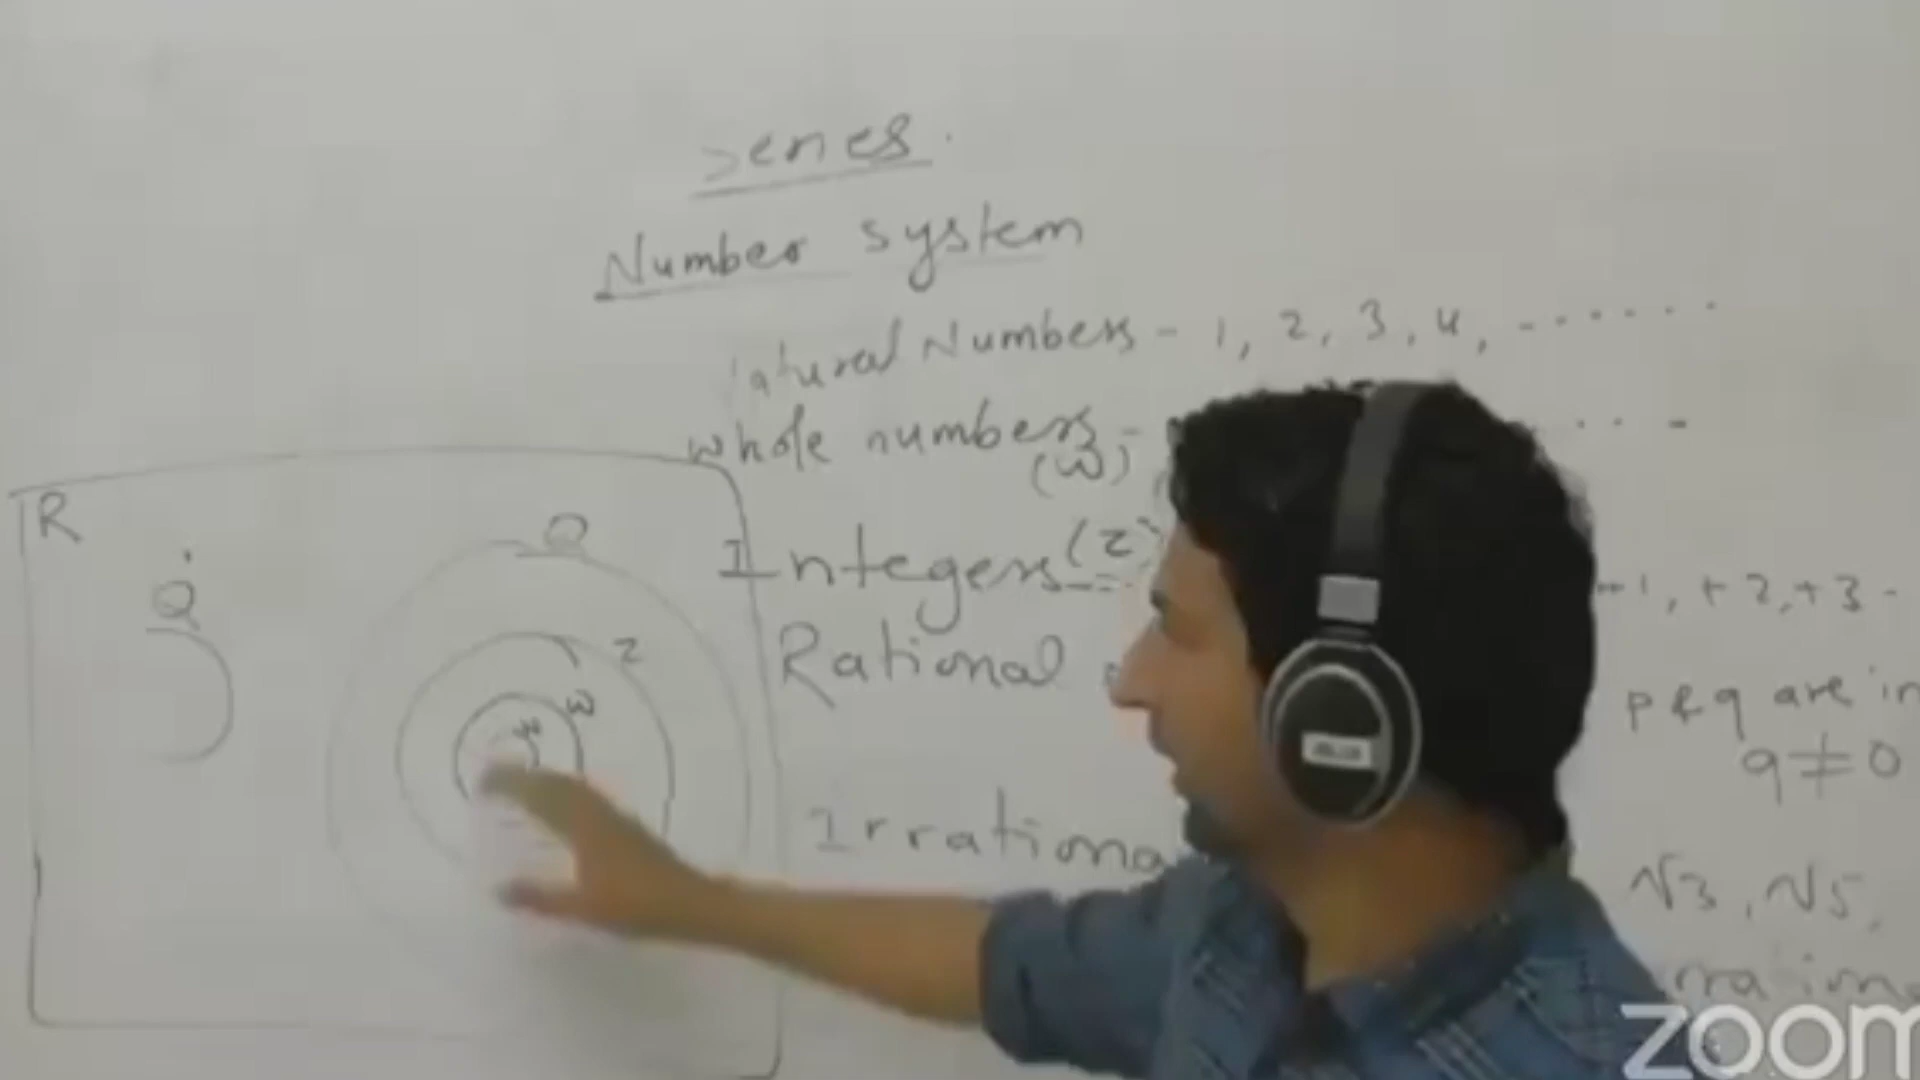 Series.
Number system
Natural Numbers - 1, 2, 3, 4, - ......
Whole numbers -
(W)
Integers (Z)
+1, +2, +3 -
Rational
p & q are in
q ≠ 0
Irrationa
√3, √5,
rrationa
R
Q
Q
Z
W
N
zoom